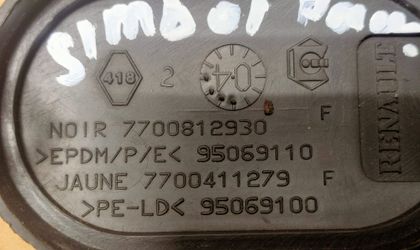 SIMBOL
418 2 04
NOIR 7700812930 F
>EPDM/P/E< 95069110
JAUNE 7700411279 F
>PE-LD< 95069100
RENAULT